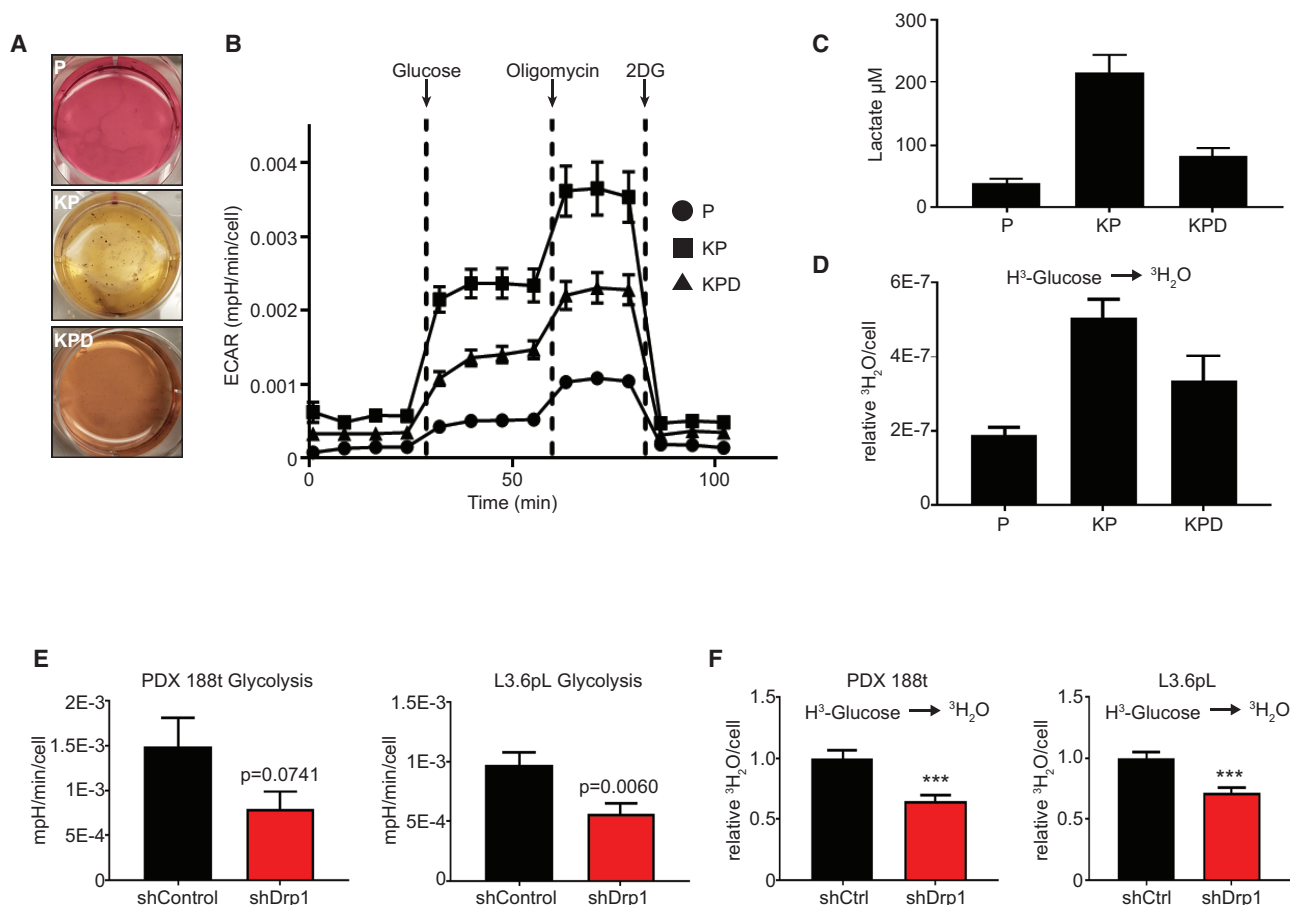 A
P
KP
KPD
B
Glucose
Oligomycin
2DG
ECAR (mpH/min/cell)
0.004
0.003
0.002
0.001
0
0
50
100
Time (min)
P
KP
KPD
C
Lactate µM
300
200
100
0
P
KP
KPD
D
H³-Glucose → ³H₂O
relative ³H₂O/cell
6E-7
4E-7
2E-7
0
P
KP
KPD
E
PDX 188t Glycolysis
mpH/min/cell
2E-3
1.5E-3
1E-3
5E-4
0
p=0.0741
shControl
shDrp1
L3.6pL Glycolysis
mpH/min/cell
1.5E-3
1E-3
5E-4
0
p=0.0060
shControl
shDrp1
F
PDX 188t
H³-Glucose → ³H₂O
relative ³H₂O/cell
1.5
1.0
0.5
0
***
shCtrl
shDrp1
L3.6pL
H³-Glucose → ³H₂O
relative ³H₂O/cell
1.5
1.0
0.5
0
***
shCtrl
shDrp1